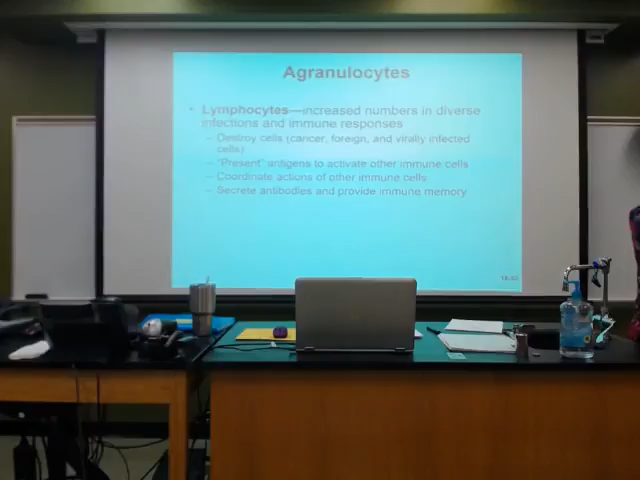 Agranulocytes
• Lymphocytes—increased numbers in diverse
infections and immune responses
– Destroy cells (cancer, foreign, and virally infected
cells)
– "Present" antigens to activate other immune cells
– Coordinate actions of other immune cells
– Secrete antibodies and provide immune memory